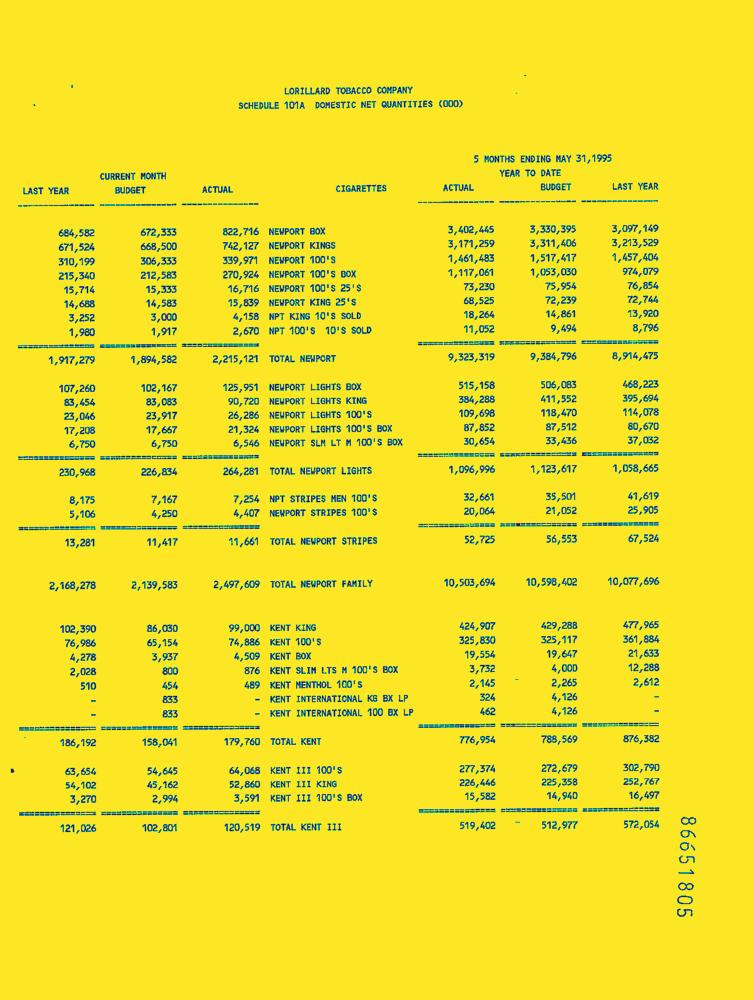 LORILLARD TOBACCO COMPANY
SCHEDULE 101A DOMESTIC NET QUANTITIES (000)
5 MONTHS ENDING MAY 31,1995
CURRENT MONTH YEAR TO DATE
LAST YEAR BUDGET ACTUAL CIGARETTES ACTUAL BUDGET LAST YEAR
684,582 672,333 822,716 NEWPORT BOX 3,402,445 3,330,395 3,097,149
671,524 668,500 742,127 NEWPORT KINGS 3,171,259 3,311,406 3,213,529
310,199 306,333 339,971 NEWPORT 100'S 1,461,483 1,517,417 1,457,404
215,340 212,583 270,924 NEWPORT 100'S BOX 1,117,061 1,053,030 974,079
15,714 15,333 16,716 NEWPORT 100'S 25'S 73,230 75,954 76,854
14,688 14,583 15,839 NEWPORT KING 25'S 68,525 72,239 72,744
3,252 3,000 4,158 NPT KING 10'S SOLD 18,264 14,861 13,920
1,980 1,917 2,670 NPT 100'S 10'S SOLD 11,052 9,494 8,796
1,917,279 1,894,582 2,215,121 TOTAL NEWPORT 9,323,319 9,384,796 8,914,475
107,260 102,167 125,951 NEWPORT LIGHTS BOX 515,158 506,083 468,223
83,454 83,083 90,720 NEWPORT LIGHTS KING 384,288 411,552 395,694
23,046 23,917 26,286 NEWPORT LIGHTS 100'S 109,698 118,470 114,078
17,208 17,667 21,324 NEWPORT LIGHTS 100'S BOX 87,852 87,512 80,670
6,750 6,750 6,546 NEWPORT SLM LT M 100'S BOX 30,654 33,436 37,032
230,968 226,834 264,281 TOTAL NEWPORT LIGHTS 1,096,996 1,123,617 1,058,665
8,175 7,167 7,254 NPT STRIPES MEN 100'S 32,661 35,501 41,619
5,106 4,250 4,407 NEWPORT STRIPES 100'S 20,064 21,052 25,905
13,281 11,417 11,661 TOTAL NEWPORT STRIPES 52,725 56,553 67,524
2,168,278 2,139,583 2,497,609 TOTAL NEWPORT FAMILY 10,503,694 10,598,402 10,077,696
102,390 86,030 99,000 KENT KING 424,907 429,288 477,965
76,986 65,154 74,886 KENT 100'S 325,830 325,117 361,884
4,278 3,937 4,509 KENT BOX 19,554 19,647 21,633
2,028 800 876 KENT SLIM LTS M 100'S BOX 3,732 4,000 12,288
510 454 489 KENT MENTHOL 100'S 2,145 2,265 2,612
- 833 - KENT INTERNATIONAL KG BX LP 324 4,126 -
- 833 - KENT INTERNATIONAL 100 BX LP 462 4,126 -
186,192 158,041 179,760 TOTAL KENT 776,954 788,569 876,382
63,654 54,645 64,068 KENT III 100'S 277,374 272,679 302,790
54,102 45,162 52,860 KENT III KING 226,446 225,358 252,767
3,270 2,994 3,591 KENT III 100'S BOX 15,582 14,940 16,497
121,026 102,801 120,519 TOTAL KENT III 519,402 512,977 572,054
86651805